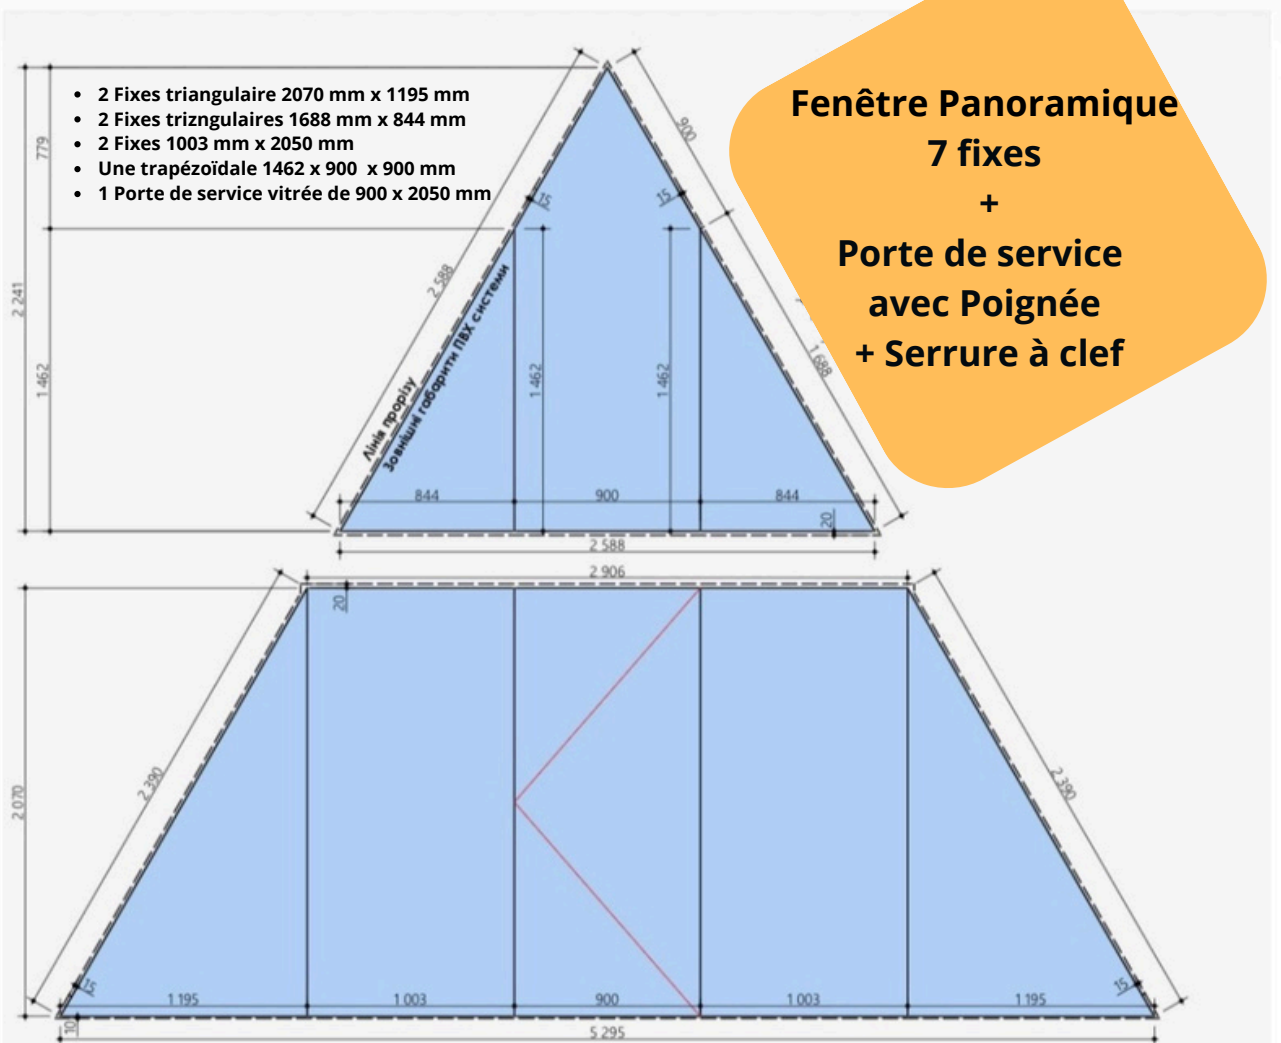 • 2 Fixes triangulaire 2070 mm x 1195 mm
• 2 Fixes trizngulaires 1688 mm x 844 mm
• 2 Fixes 1003 mm x 2050 mm
• Une trapézoïdale 1462 x 900  x 900 mm
• 1 Porte de service vitrée de 900 x 2050 mm
Fenêtre Panoramique
7 fixes
+
Porte de service
avec Poignée
+ Serrure à clef
779
900
15
15
2 588
2 241
1 462
1 462
1 462
1 688
Лінія прорізу
Зовнішні габарити ПВХ системи
844
900
844
20
2 588
2 906
20
2 390
2 390
2 070
15
15
1 195
1 003
900
1 003
1 195
10
5 295